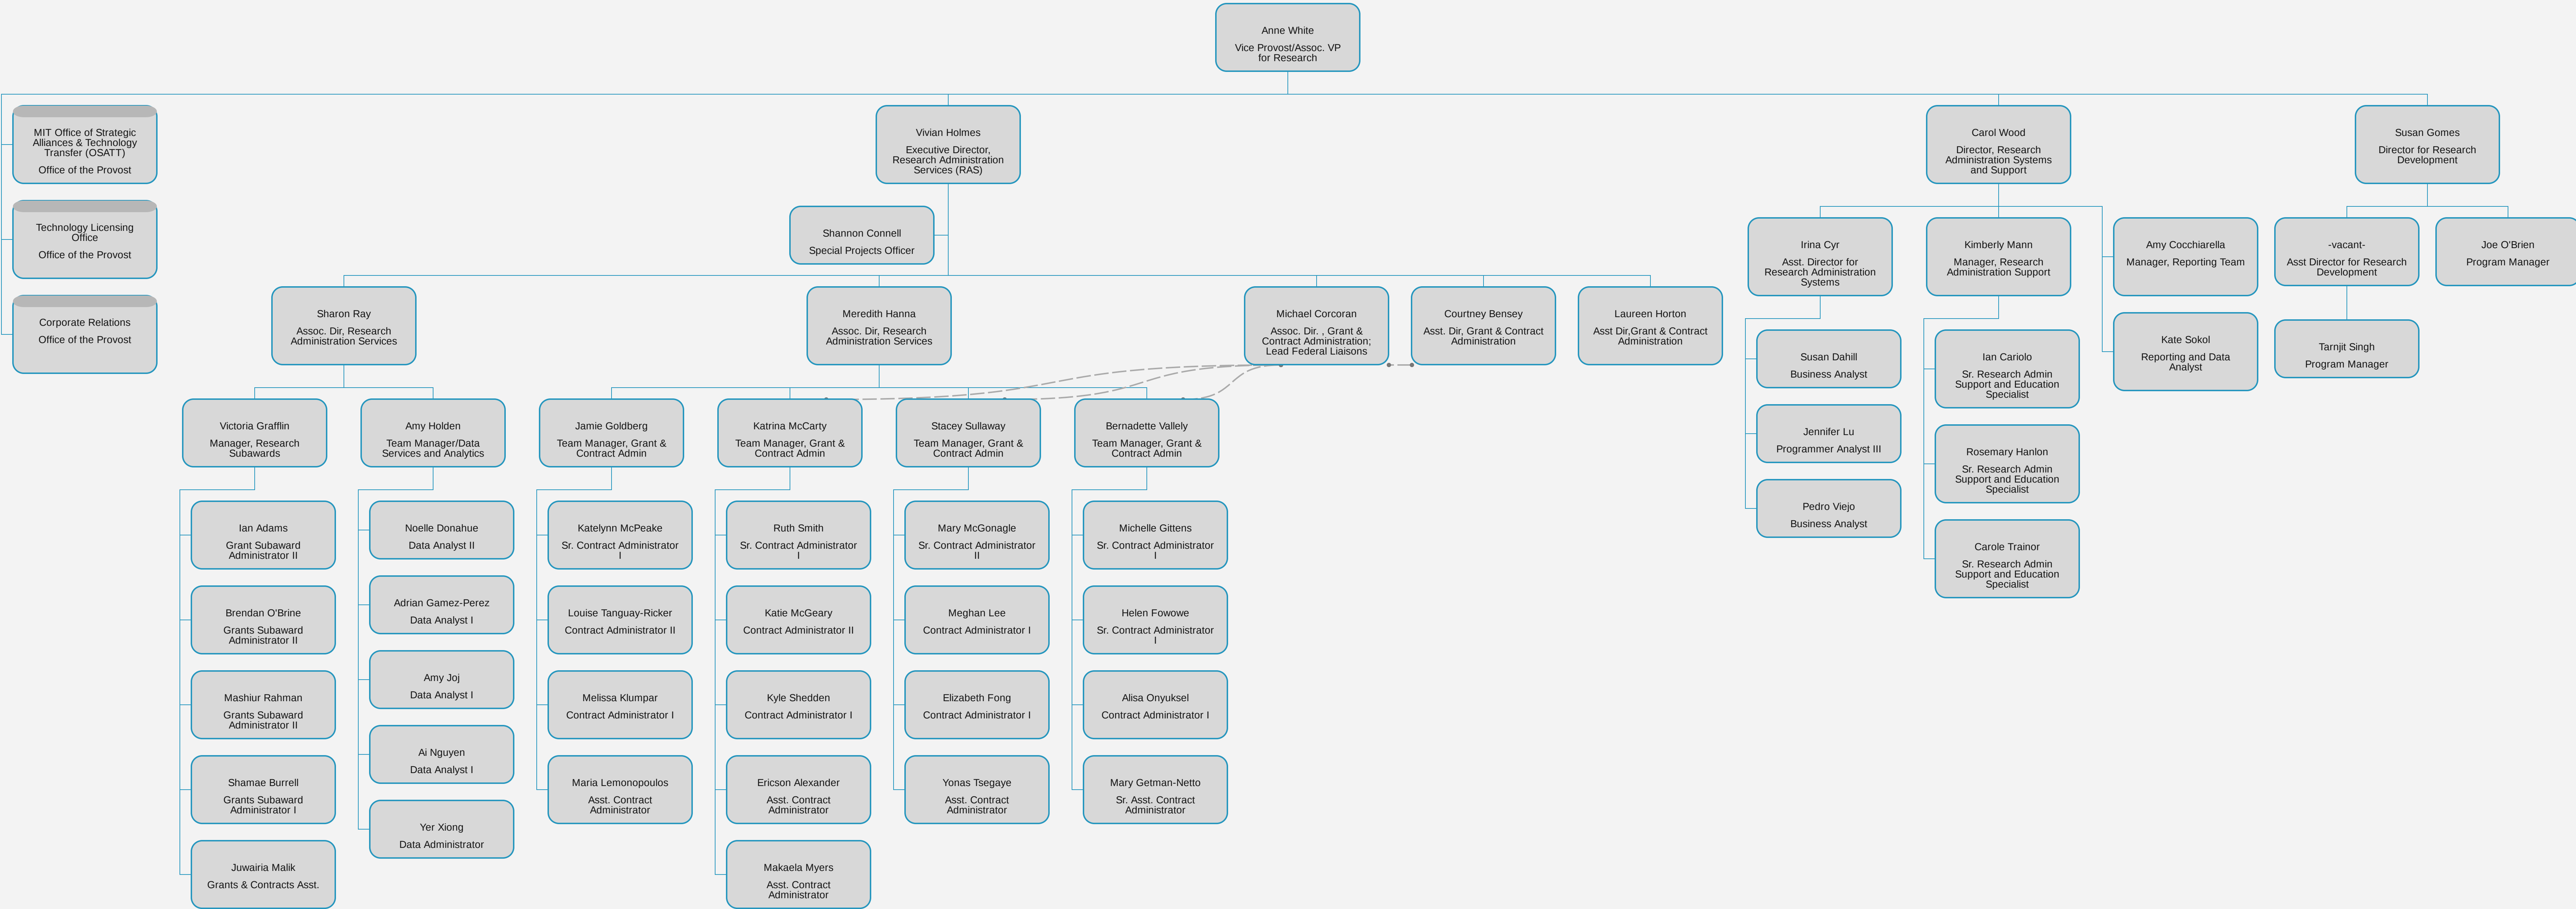 Anne White
Vice Provost/Assoc. VP
for Research
MIT Office of Strategic
Alliances & Technology
Transfer (OSATT)
Office of the Provost
Technology Licensing
Office
Office of the Provost
Corporate Relations
Office of the Provost
Vivian Holmes
Executive Director,
Research Administration
Services (RAS)
Shannon Connell
Special Projects Officer
Sharon Ray
Assoc. Dir, Research
Administration Services
Victoria Grafflin
Manager, Research
Subawards
Ian Adams
Grant Subaward
Administrator II
Brendan O'Brine
Grants Subaward
Administrator II
Mashiur Rahman
Grants Subaward
Administrator II
Shamae Burrell
Grants Subaward
Administrator I
Juwairia Malik
Grants & Contracts Asst.
Amy Holden
Team Manager/Data
Services and Analytics
Noelle Donahue
Data Analyst II
Adrian Gamez-Perez
Data Analyst I
Amy Joj
Data Analyst I
Ai Nguyen
Data Analyst I
Yer Xiong
Data Administrator
Meredith Hanna
Assoc. Dir, Research
Administration Services
Jamie Goldberg
Team Manager, Grant &
Contract Admin
Katelynn McPeake
Sr. Contract Administrator
I
Louise Tanguay-Ricker
Contract Administrator II
Melissa Klumpar
Contract Administrator I
Maria Lemonopoulos
Asst. Contract
Administrator
Katrina McCarty
Team Manager, Grant &
Contract Admin
Ruth Smith
Sr. Contract Administrator
I
Katie McGeary
Contract Administrator II
Kyle Shedden
Contract Administrator I
Ericson Alexander
Asst. Contract
Administrator
Makaela Myers
Asst. Contract
Administrator
Stacey Sullaway
Team Manager, Grant &
Contract Admin
Mary McGonagle
Sr. Contract Administrator
II
Meghan Lee
Contract Administrator I
Elizabeth Fong
Contract Administrator I
Yonas Tsegaye
Asst. Contract
Administrator
Bernadette Vallely
Team Manager, Grant &
Contract Admin
Michelle Gittens
Sr. Contract Administrator
I
Helen Fowowe
Sr. Contract Administrator
I
Alisa Onyuksel
Contract Administrator I
Mary Getman-Netto
Sr. Asst. Contract
Administrator
Michael Corcoran
Assoc. Dir. , Grant &
Contract Administration;
Lead Federal Liaisons
Courtney Bensey
Asst. Dir, Grant & Contract
Administration
Laureen Horton
Asst Dir,Grant & Contract
Administration
Carol Wood
Director, Research
Administration Systems
and Support
Irina Cyr
Asst. Director for
Research Administration
Systems
Susan Dahill
Business Analyst
Jennifer Lu
Programmer Analyst III
Pedro Viejo
Business Analyst
Kimberly Mann
Manager, Research
Administration Support
Ian Cariolo
Sr. Research Admin
Support and Education
Specialist
Rosemary Hanlon
Sr. Research Admin
Support and Education
Specialist
Carole Trainor
Sr. Research Admin
Support and Education
Specialist
Amy Cocchiarella
Manager, Reporting Team
Kate Sokol
Reporting and Data
Analyst
Susan Gomes
Director for Research
Development
-vacant-
Asst Director for Research
Development
Tarnjit Singh
Program Manager
Joe O'Brien
Program Manager